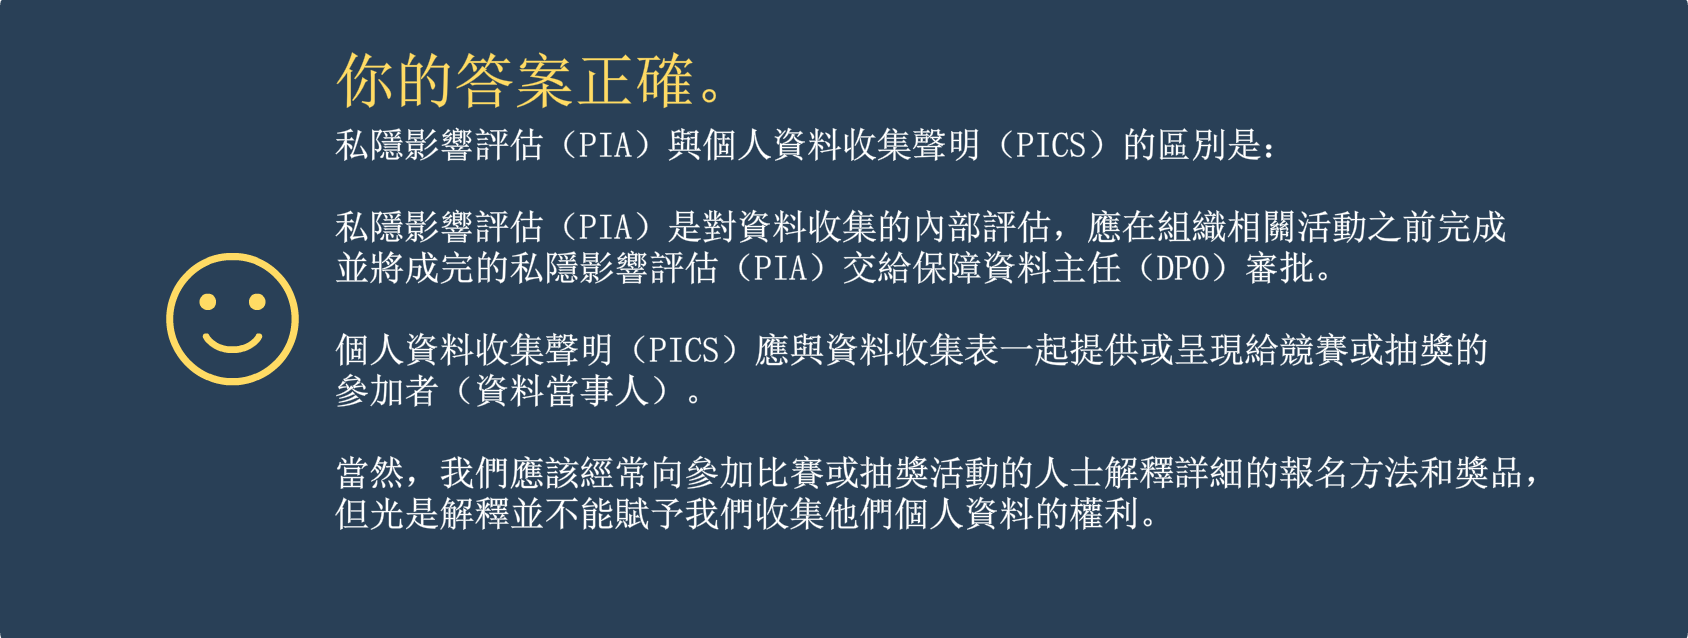 你的答案正確。
私隱影響評估（PIA）與個人資料收集聲明（PICS）的區別是：
私隱影響評估（PIA）是對資料收集的內部評估，應在組織相關活動之前完成
並將成完的私隱影響評估（PIA）交給保障資料主任（DPO）審批。
個人資料收集聲明（PICS）應與資料收集表一起提供或呈現給競賽或抽獎的
參加者（資料當事人）。
當然，我們應該經常向參加比賽或抽獎活動的人士解釋詳細的報名方法和獎品，
但光是解釋並不能賦予我們收集他們個人資料的權利。